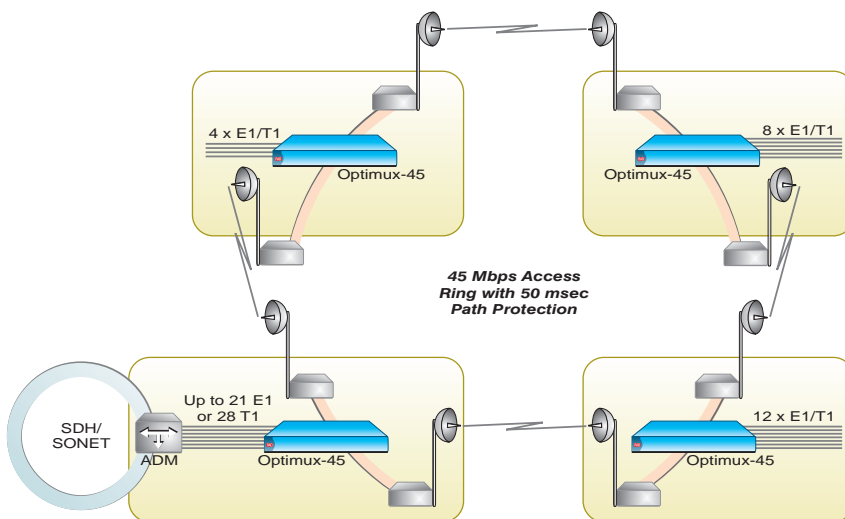 4 x E1/T1
Optimux-45
8 x E1/T1
Optimux-45
45 Mbps Access
Ring with 50 msec
Path Protection
Up to 21 E1
or 28 T1
SDH/
SONET
ADM
Optimux-45
12 x E1/T1
Optimux-45